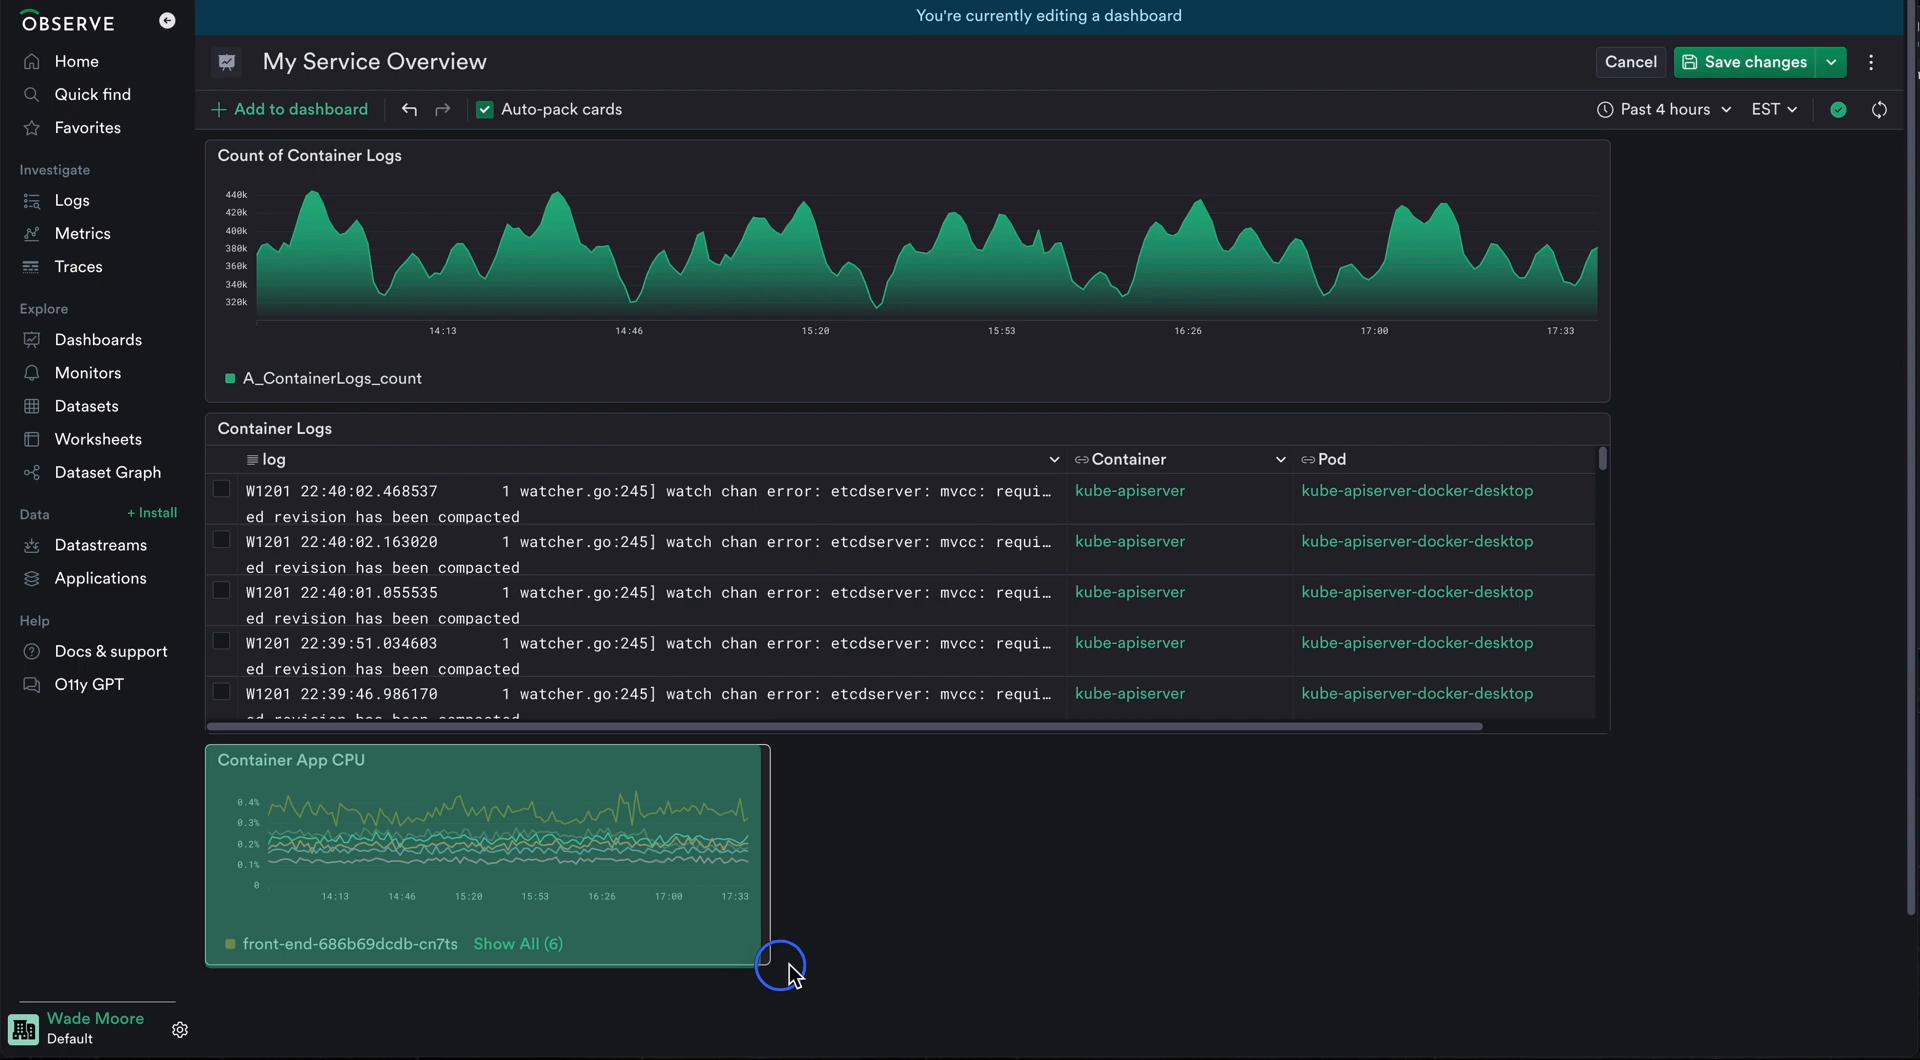 OBSERVE
You're currently editing a dashboard
Home
Quick find
Favorites
Investigate
Logs
Metrics
Traces
Explore
Dashboards
Monitors
Datasets
Worksheets
Dataset Graph
Data + Install
Datastreams
Applications
Help
Docs & support
O11y GPT
Wade Moore
Default
My Service Overview
Cancel Save changes
Add to dashboard Auto-pack cards Past 4 hours EST
Count of Container Logs
440k
420k
400k
380k
360k
340k
320k
14:13 14:46 15:20 15:53 16:26 17:00 17:33
A_ContainerLogs_count
Container Logs
log Container Pod
W1201 22:40:02.468537 1 watcher.go:245] watch chan error: etcdserver: mvcc: requi… kube-apiserver kube-apiserver-docker-desktop
ed revision has been compacted
W1201 22:40:02.163020 1 watcher.go:245] watch chan error: etcdserver: mvcc: requi… kube-apiserver kube-apiserver-docker-desktop
ed revision has been compacted
W1201 22:40:01.055535 1 watcher.go:245] watch chan error: etcdserver: mvcc: requi… kube-apiserver kube-apiserver-docker-desktop
ed revision has been compacted
W1201 22:39:51.034603 1 watcher.go:245] watch chan error: etcdserver: mvcc: requi… kube-apiserver kube-apiserver-docker-desktop
ed revision has been compacted
W1201 22:39:46.986170 1 watcher.go:245] watch chan error: etcdserver: mvcc: requi… kube-apiserver kube-apiserver-docker-desktop
ed revision has been compacted
Container App CPU
0.4%
0.3%
0.2%
0.1%
0
14:13 14:46 15:20 15:53 16:26 17:00 17:33
front-end-686b69dcdb-cn7ts Show All (6)